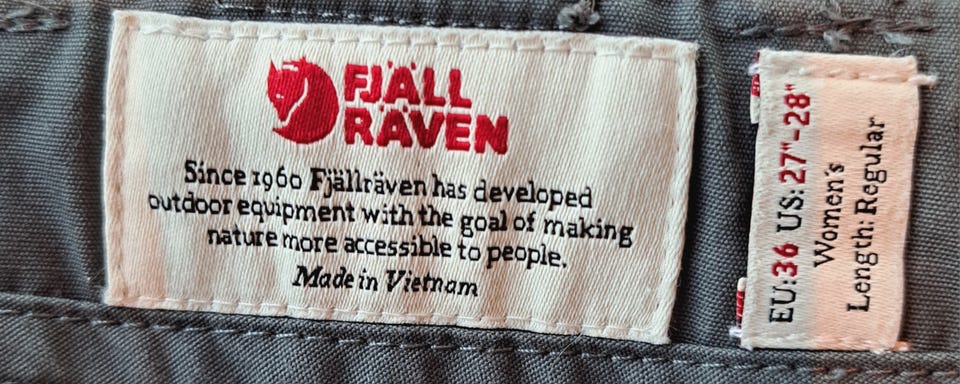 FJÄLL
RÄVEN
Since 1960 Fjällräven has developed
outdoor equipment with the goal of making
nature more accessible to people.
Made in Vietnam
EU:36 US:27"-28"
Women's
Length: Regular